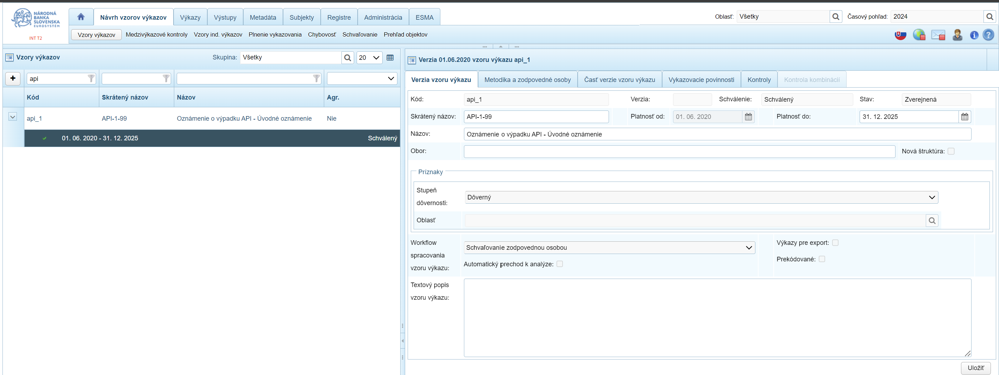 NÁRODNÁ
BANKA
SLOVENSKA
EUROSYSTÉM
INT T2
Návrh vzorov výkazov Výkazy Výstupy Metadáta Subjekty Registre Administrácia ESMA
Oblasť: Všetky Časový pohľad: 2024
Vzory výkazov Medzivýkazové kontroly Vzory ind. výkazov Plnenie vykazovania Chybovosť Schvaľovanie Prehľad objektov
Vzory výkazov Skupina: Všetky 20
api
Kód Skrátený názov Názov Agr.
api_1 API-1-99 Oznámenie o výpadku API - Úvodné oznámenie Nie
01. 06. 2020 - 31. 12. 2025 Schválený
Verzia 01.06.2020 vzoru výkazu api_1
Verzia vzoru výkazu Metodika a zodpovedné osoby Časť verzie vzoru výkazu Vykazovacie povinnosti Kontroly Kontrola kombinácií
Kód: api_1 Verzia: Schválenie: Schválený Stav: Zverejnená
Skrátený názov: API-1-99 Platnosť od: 01. 06. 2020 Platnosť do: 31. 12. 2025
Názov: Oznámenie o výpadku API - Úvodné oznámenie
Obor: Nová štruktúra:
Príznaky
Stupeň
dôvernosti: Dôverný
Oblasť
Workflow
spracovania
vzoru výkazu: Schvaľovanie zodpovednou osobou
Výkazy pre export:
Automatický prechod k analýze:
Prekódované:
Textový popis
vzoru výkazu:
Uložiť